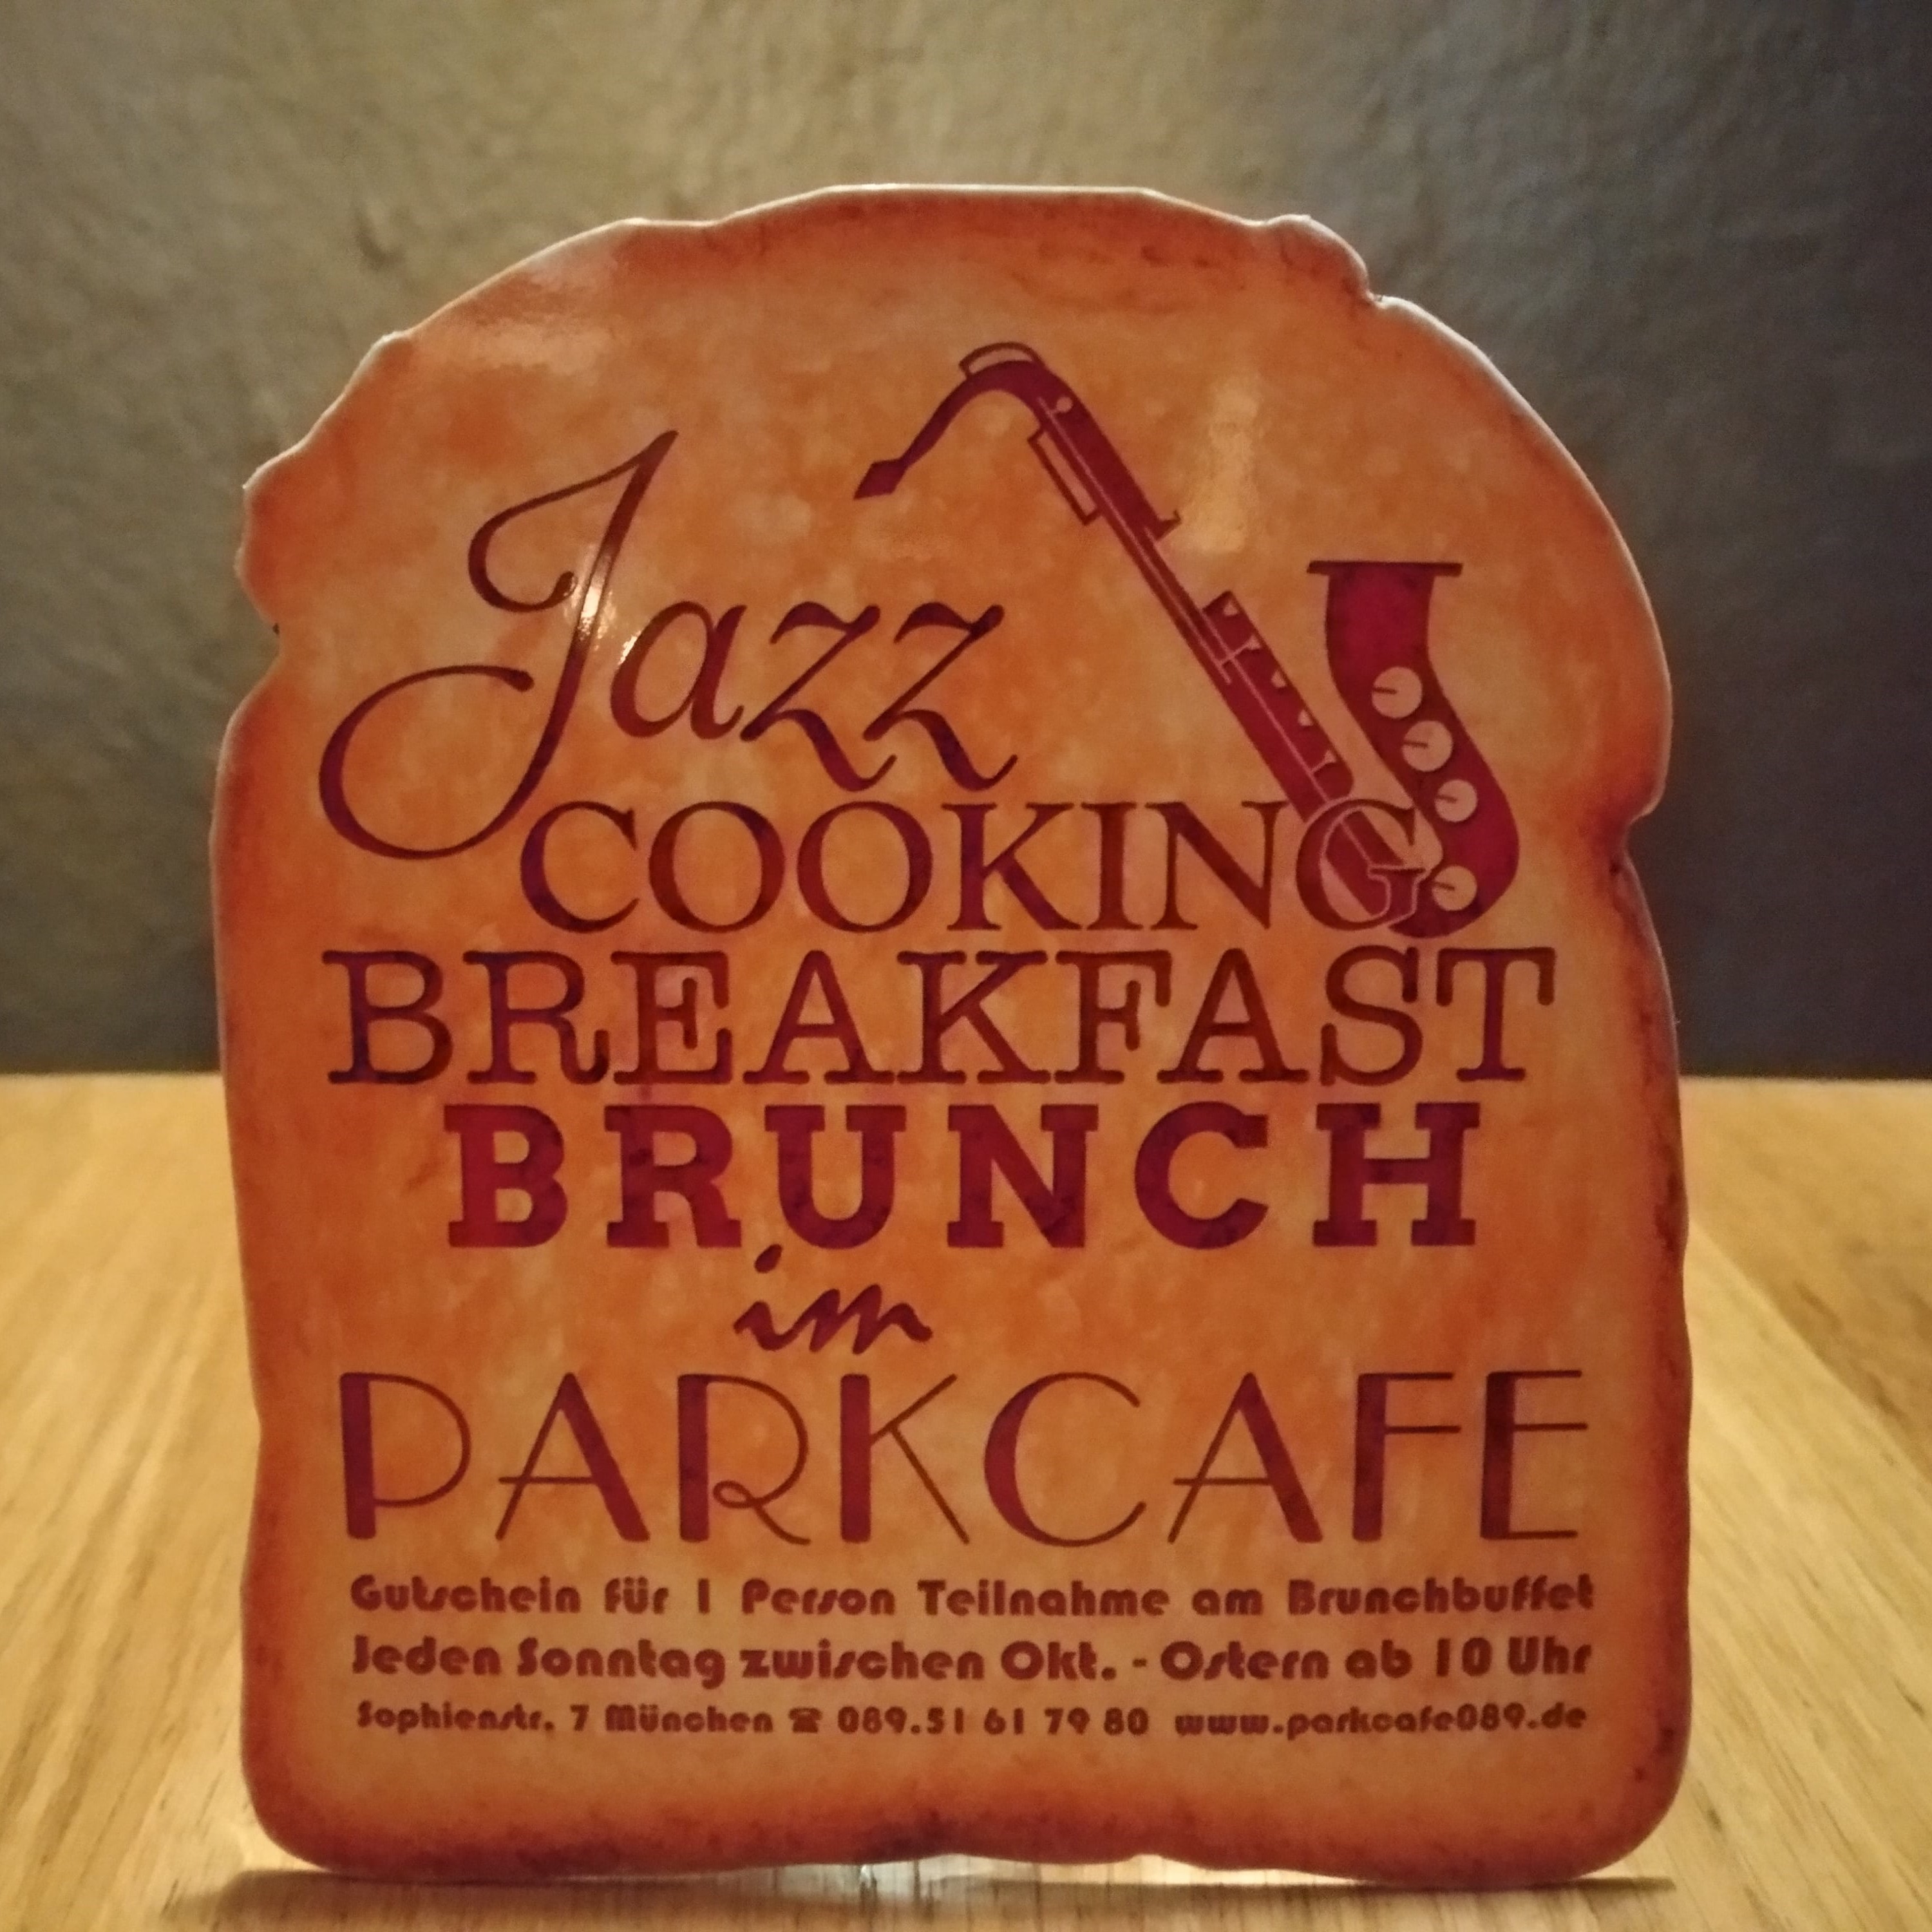 Jazz
COOKING
BREAKFAST
BRUNCH
im
PARKCAFE
Gutschein für 1 Person Teilnahme am Brunchbuffet
Jeden Sonntag zwischen Okt. - Ostern ab 10 Uhr
Sophienstr. 7 München ☎ 089.51 61 79 80 www.parkcafe089.de